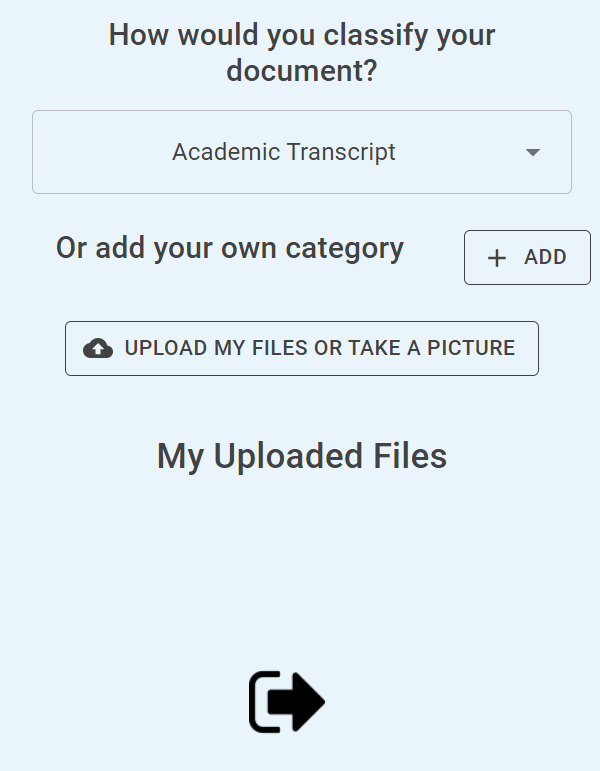 How would you classify your
document?
Academic Transcript
Or add your own category
ADD
UPLOAD MY FILES OR TAKE A PICTURE
My Uploaded Files